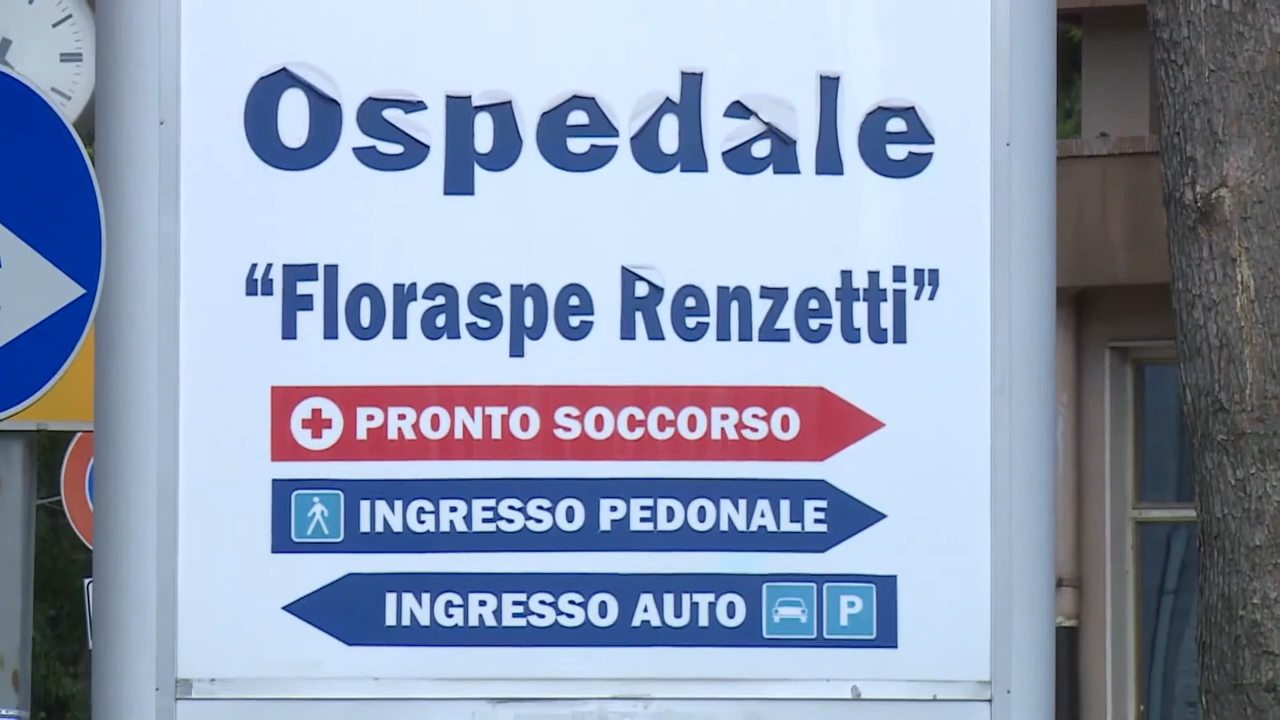 Ospedale
“Floraspe Renzetti”
PRONTO SOCCORSO
INGRESSO PEDONALE
INGRESSO AUTO P